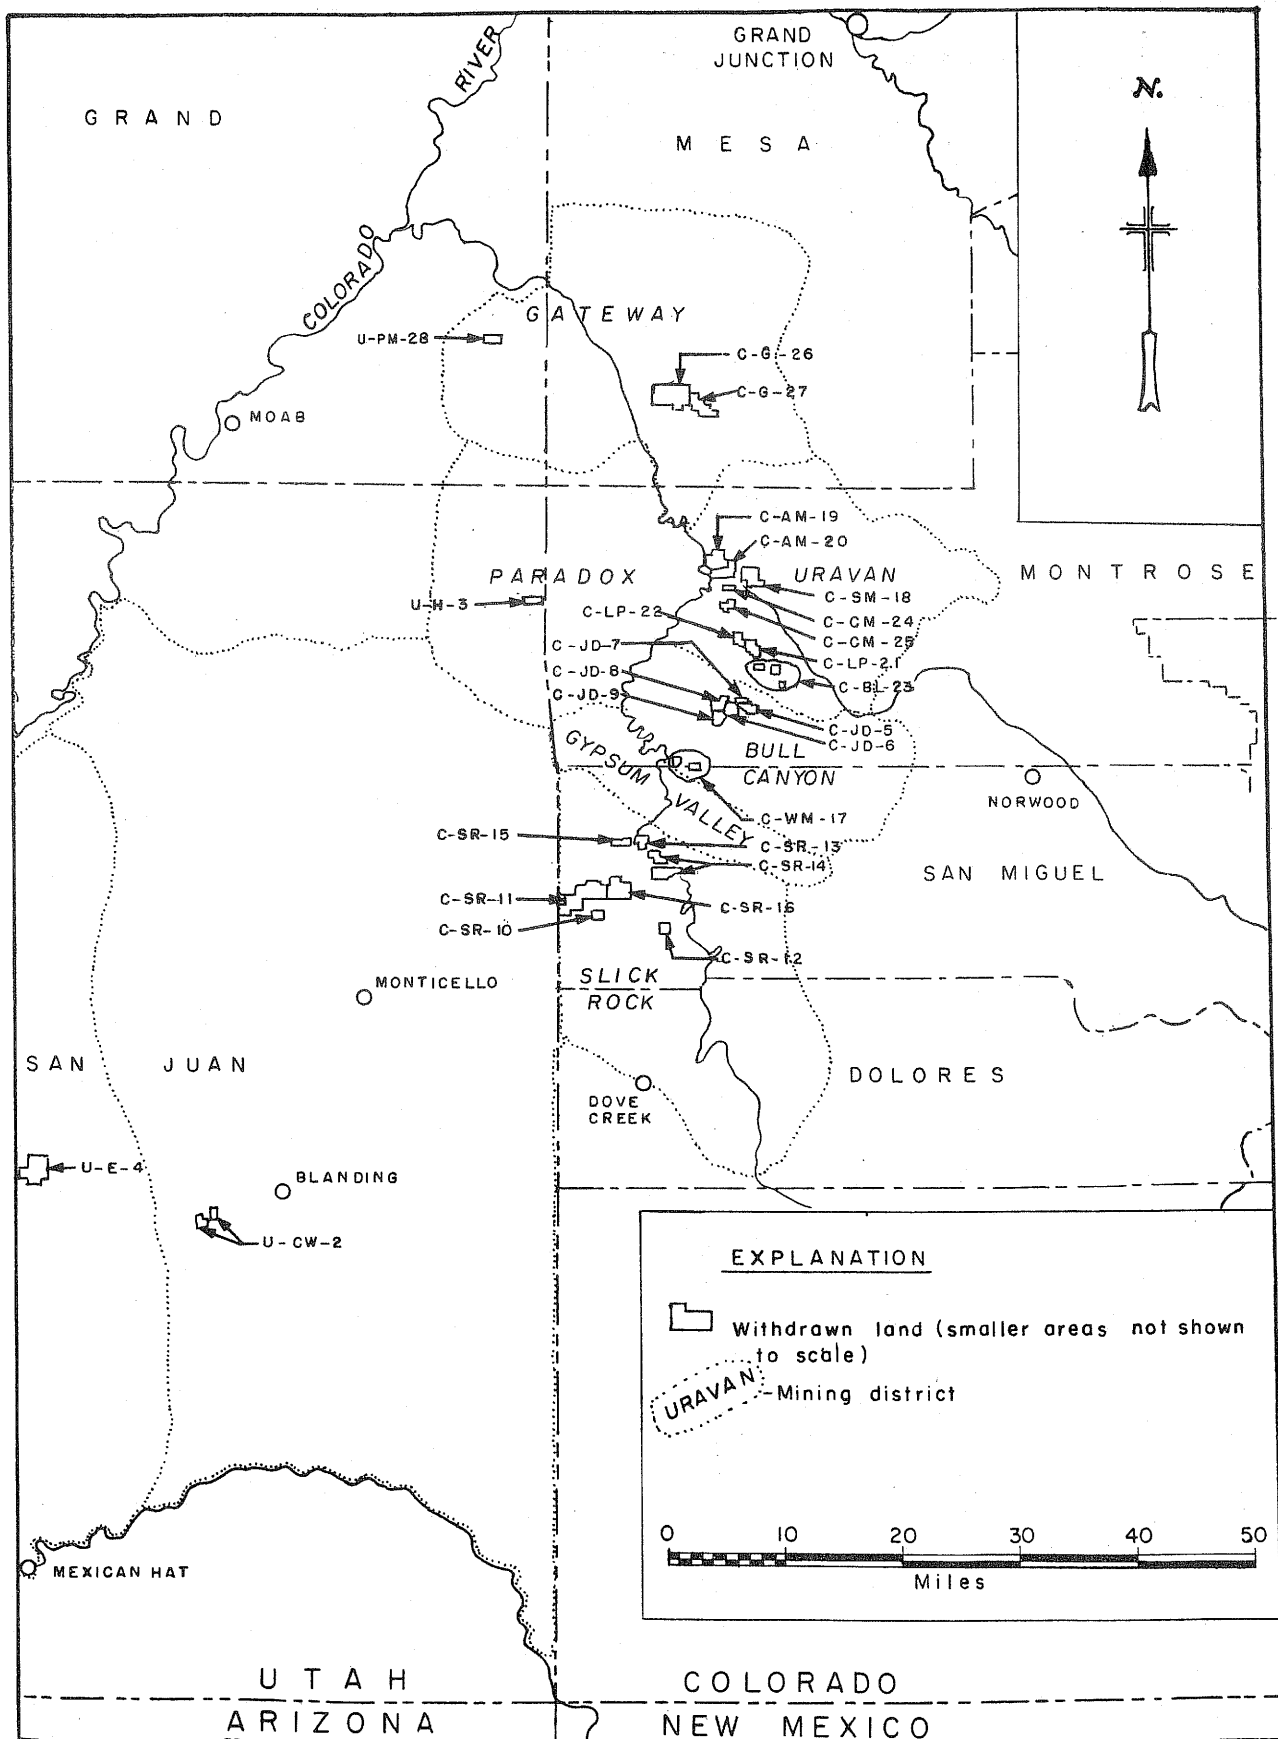 GRAND
JUNCTION
RIVER
N.
GRAND
MESA
COLORADO
GATEWAY
U-PM-28
C-G-26
C-G-27
MOAB
C-AM-19
C-AM-20
PARADOX
URAVAN
MONTROSE
U-H-3
C-SM-18
C-LP-22
C-CM-24
C-CM-25
C-JD-7
C-LP-21
C-JD-8
C-BL-23
C-JD-9
C-JD-5
C-JD-6
GYPSUM
VALLEY
BULL
CANYON
NORWOOD
C-WM-17
C-SR-15
C-SR-13
C-SR-14
SAN MIGUEL
C-SR-11
C-SR-16
C-SR-10
C-SR-12
MONTICELLO
SLICK
ROCK
SAN JUAN
DOLORES
DOVE
CREEK
U-E-4
BLANDING
U-CW-2
EXPLANATION
Withdrawn land (smaller areas not shown
to scale)
URAVAN -Mining district
0 10 20 30 40 50
Miles
MEXICAN HAT
UTAH
COLORADO
ARIZONA
NEW MEXICO